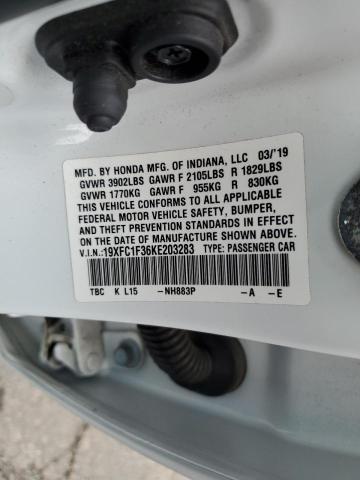 MFD. BY HONDA MFG. OF INDIANA, LLC 03/'19
GVWR 3902LBS GAWR F 2105LBS R 1829LBS
GVWR 1770KG GAWR F 955KG R 830KG
THIS VEHICLE CONFORMS TO ALL APPLICABLE
FEDERAL MOTOR VEHICLE SAFETY, BUMPER,
AND THEFT PREVENTION STANDARDS IN EFFECT
ON THE DATE OF MANUFACTURE SHOWN ABOVE.
V.I.N.:19XFC1F36KE203283 TYPE: PASSENGER CAR
TBC K L15 -NH883P -A -E